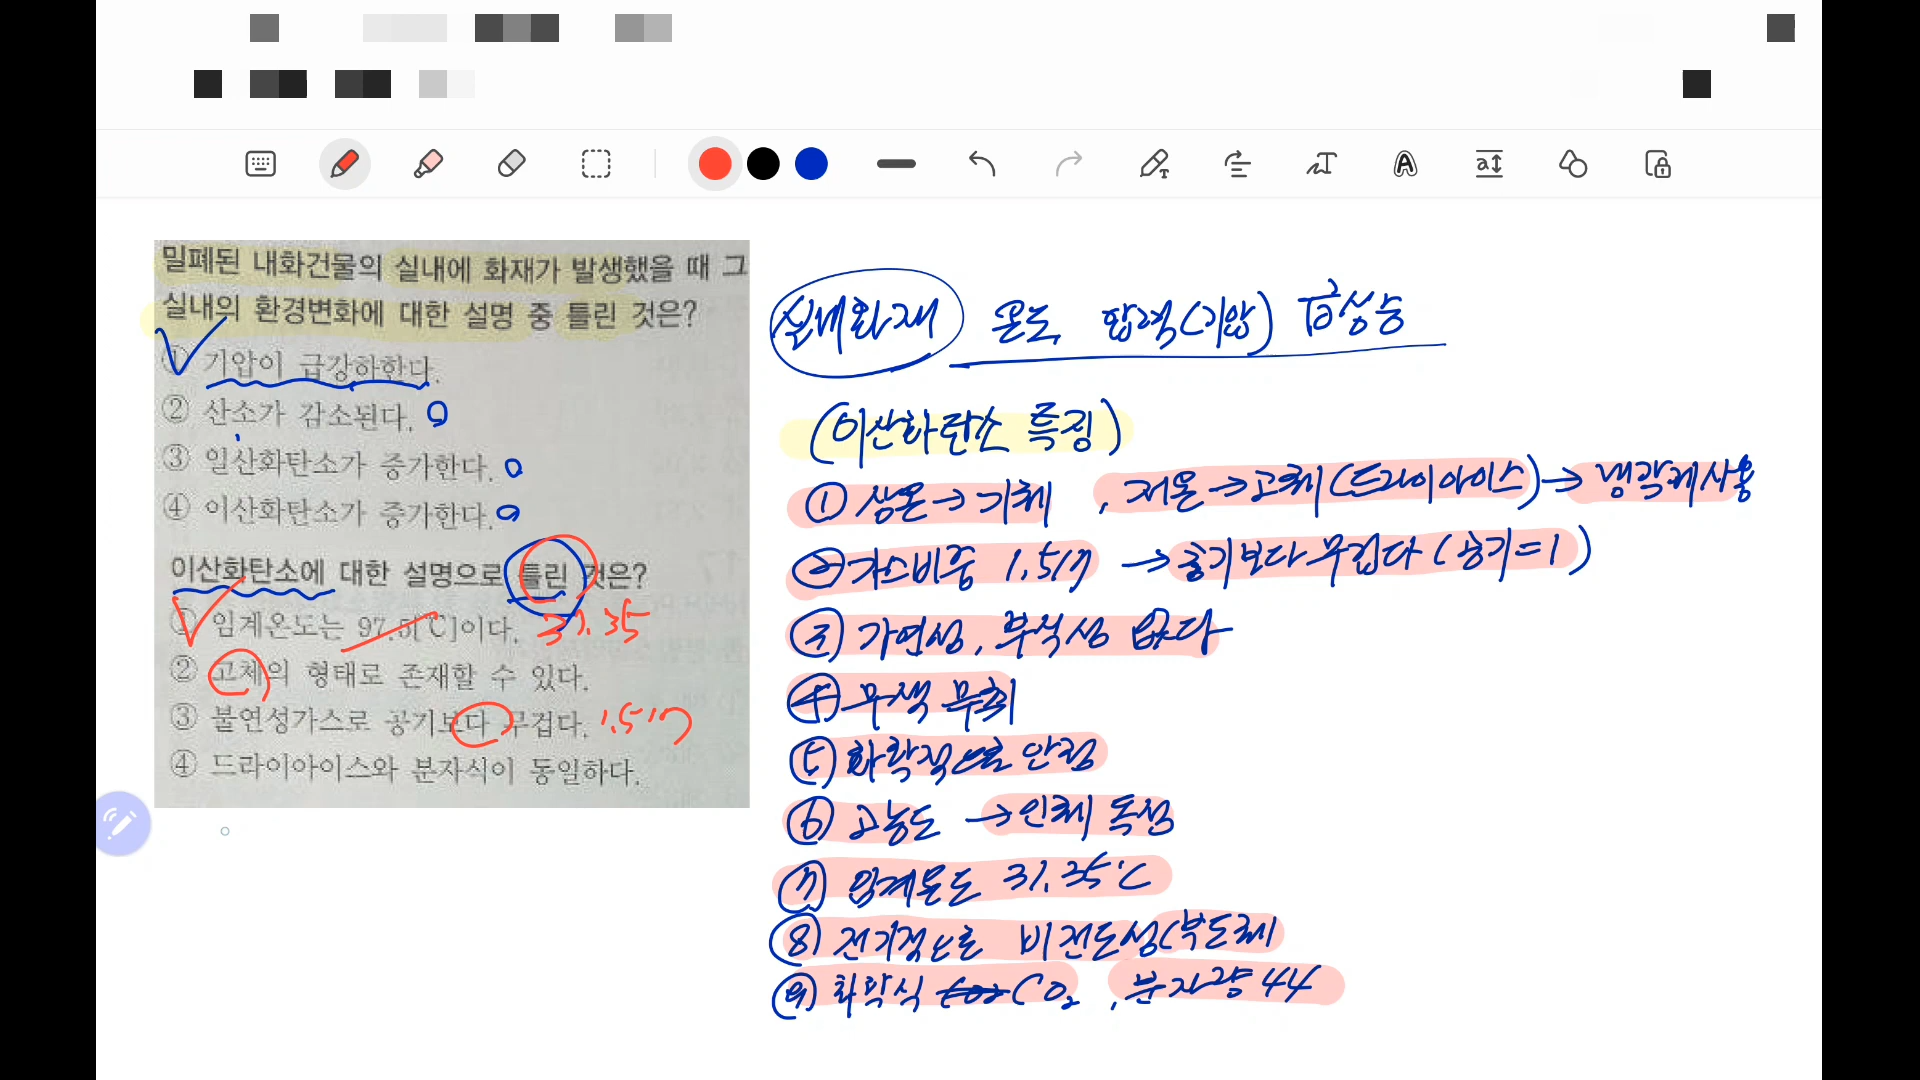 밀폐된 내화건물의 실내에 화재가 발생했을 때 그
실내의 환경변화에 대한 설명 중 틀린 것은?
① 기압이 급강하한다.
② 산소가 감소된다.
③ 일산화탄소가 증가한다.
④ 이산화탄소가 증가한다.
이산화탄소에 대한 설명으로 틀린 것은?
① 임계온도는 97.5[℃]이다. 31.35
② 고체의 형태로 존재할 수 있다.
③ 불연성가스로 공기보다 무겁다. 1.517
④ 드라이아이스와 분자식이 동일하다.
실내화재 온도 압력(기압) 급상승
(이산화탄소 특징)
① 상온→기체, 저온→고체(드라이아이스)→냉각제사용
② 가스비중 1.517 →공기보다 무겁다 (공기=1)
③ 가연성, 부식성 없다
④ 무색 무취
⑤ 화학적으로 안정
⑥ 고농도 →인체 독성
⑦ 임계온도 31.35℃
⑧ 전기적으로 비전도성(부도체
⑨ 화학식 CO₂, 분자량 44